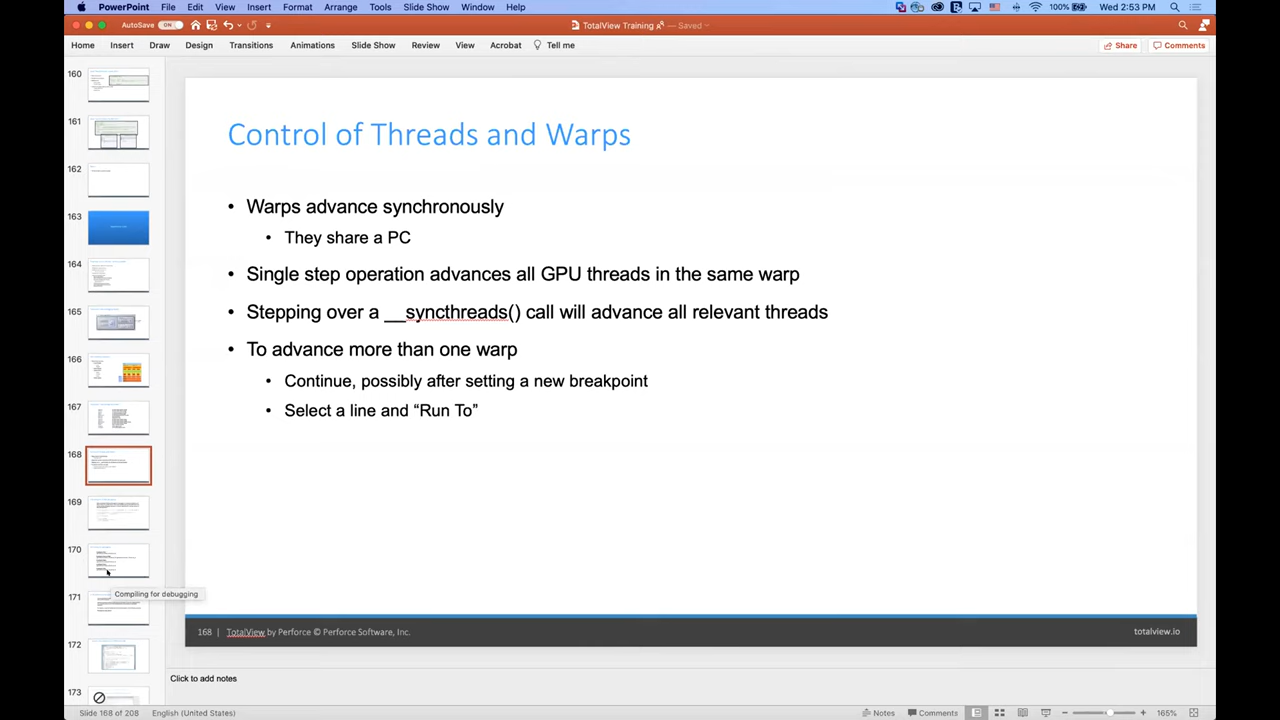 PowerPoint File Edit View Insert Format Arrange Tools Slide Show Window Help 100% Wed 2:53 PM
AutoSave ON TotalView Training — Saved
Home Insert Draw Design Transitions Animations Slide Show Review View Acrobat Tell me Share Comments
160
161
162
163
164
165
166
167
168
169
170
171
172
173
Compiling for debugging
Control of Threads and Warps
• Warps advance synchronously
• They share a PC
• Single step operation advances all GPU threads in the same warp
• Stepping over a __syncthreads() call will advance all relevant threads
• To advance more than one warp
• Continue, possibly after setting a new breakpoint
• Select a line and “Run To”
168 | TotalView by Perforce © Perforce Software, Inc. totalview.io
Click to add notes
Slide 168 of 208 English (United States) Notes Comments 165%